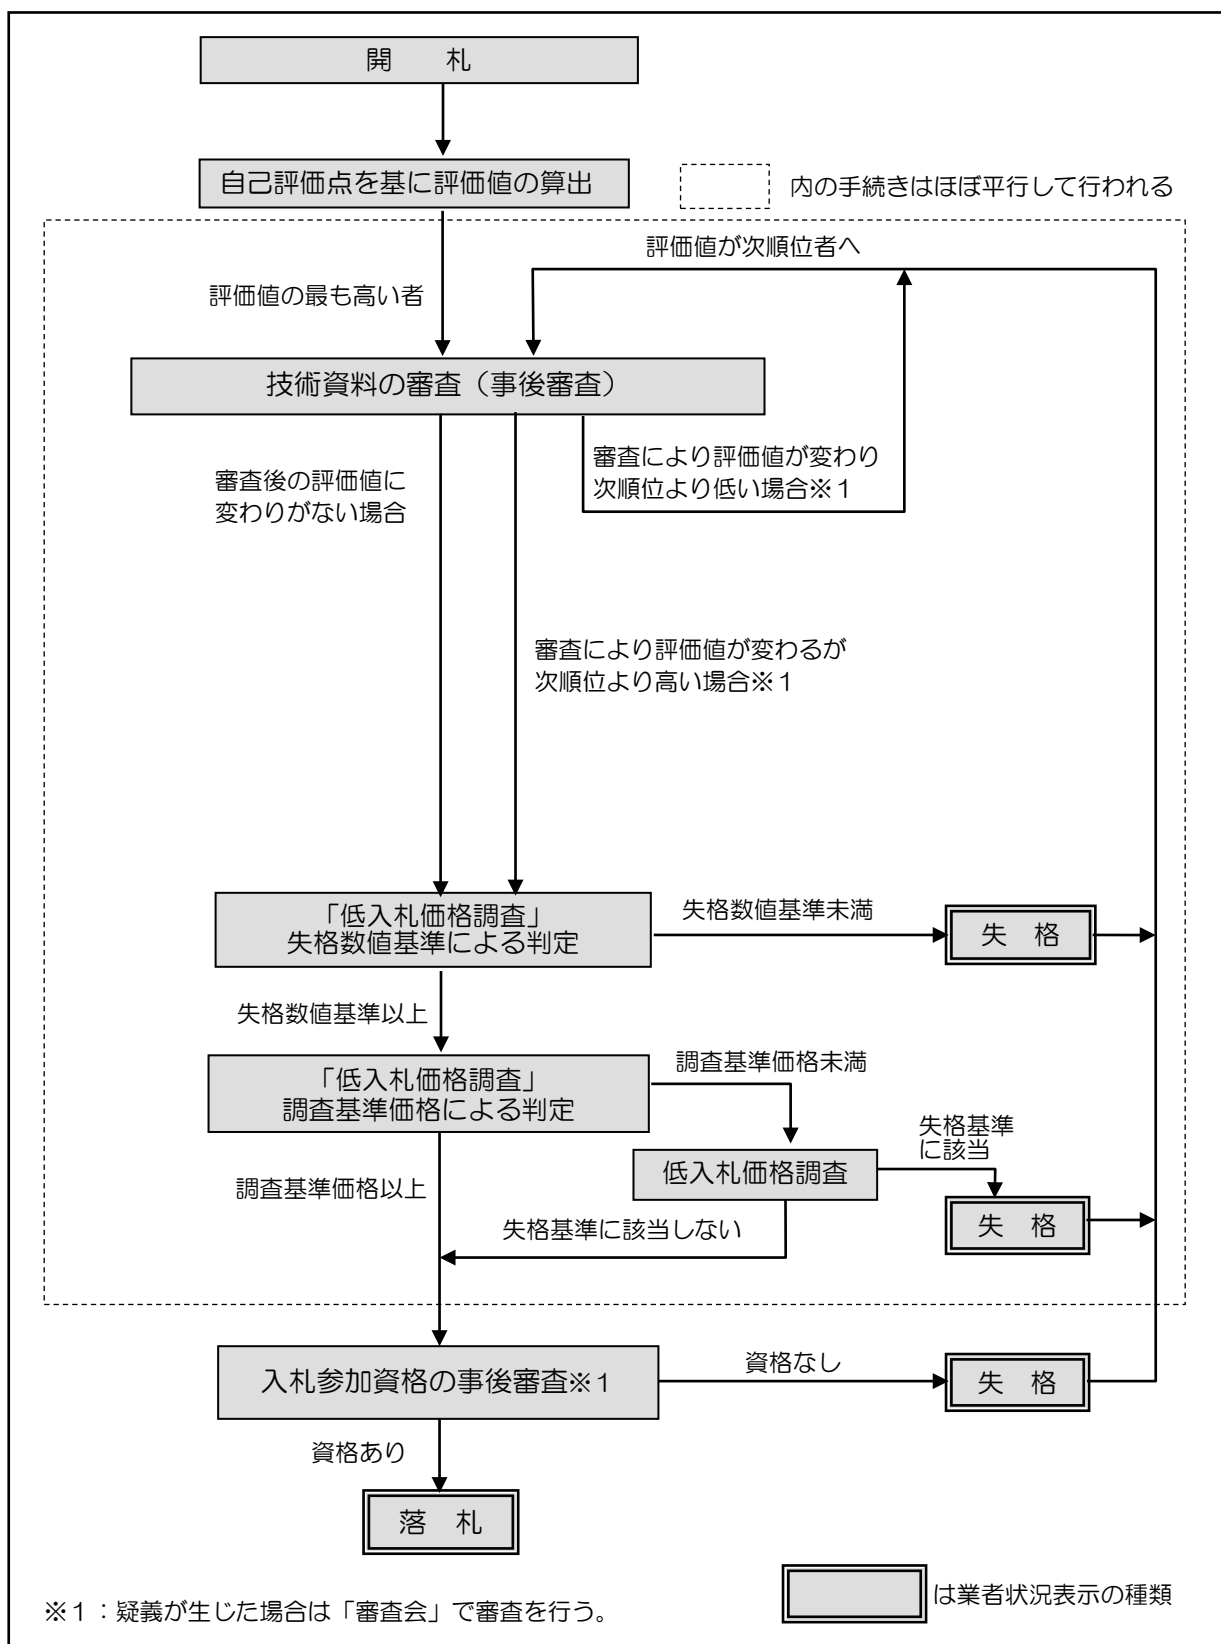 開　札
自己評価点を基に評価値の算出
内の手続きはほぼ平行して行われる
評価値が次順位者へ
評価値の最も高い者
技術資料の審査（事後審査）
審査により評価値が変わり
次順位より低い場合※１
審査後の評価値に
変わりがない場合
審査により評価値が変わるが
次順位より高い場合※１
「低入札価格調査」
失格数値基準による判定
失格数値基準未満
失　格
失格数値基準以上
「低入札価格調査」
調査基準価格による判定
調査基準価格未満
失格基準
に該当
低入札価格調査
調査基準価格以上
失格基準に該当しない
失　格
入札参加資格の事後審査※１
資格なし
失　格
資格あり
落　札
は業者状況表示の種類
※１：疑義が生じた場合は「審査会」で審査を行う。